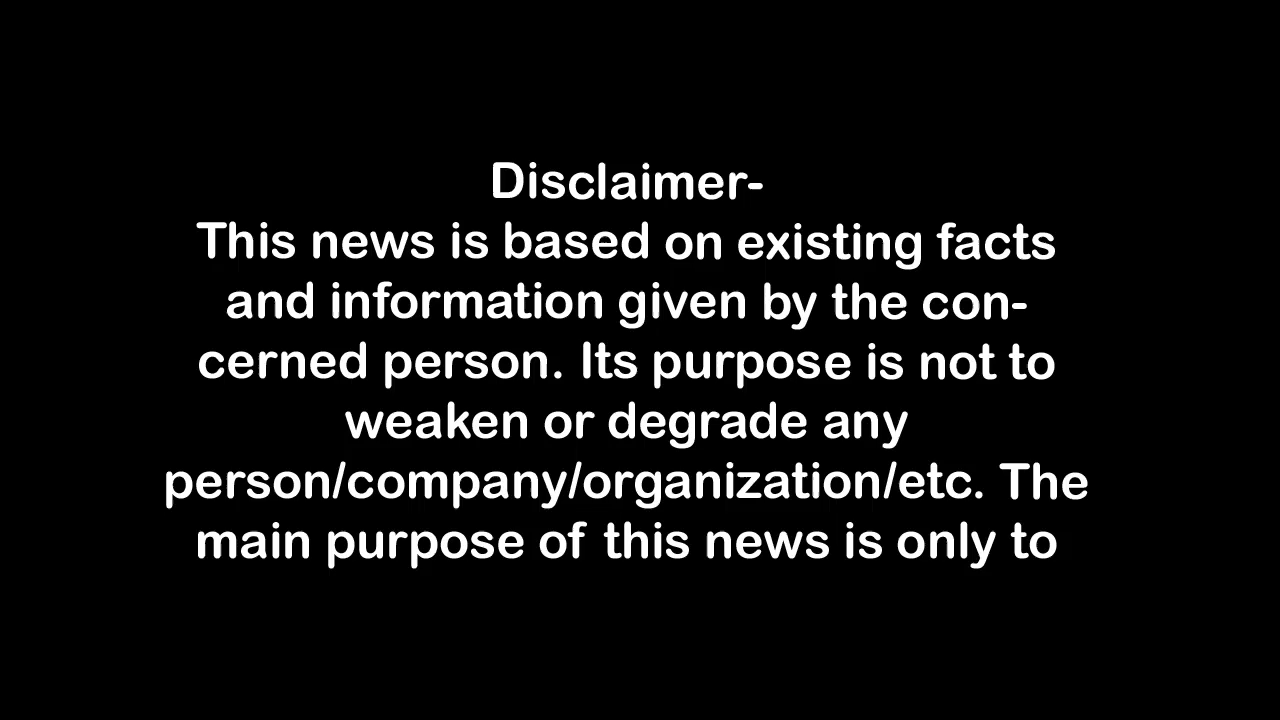 Disclaimer-
This news is based on existing facts
and information given by the con-
cerned person. Its purpose is not to
weaken or degrade any
person/company/organization/etc. The
main purpose of this news is only to